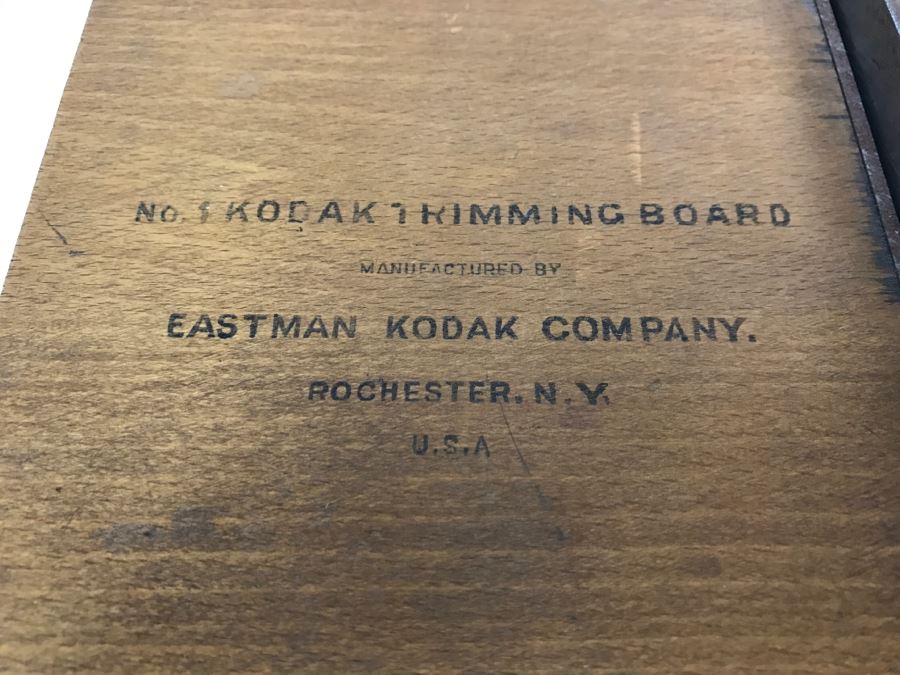 No. 1 KODAK TRIMMING BOARD
MANUFACTURED BY
EASTMAN KODAK COMPANY.
ROCHESTER. N.Y.
U.S.A